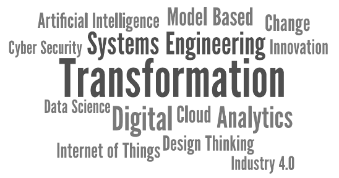 Artificial Intelligence Model Based Change
Cyber Security Systems Engineering Innovation
Transformation
Data Science Digital Cloud Analytics
Internet of Things Design Thinking
Industry 4.0